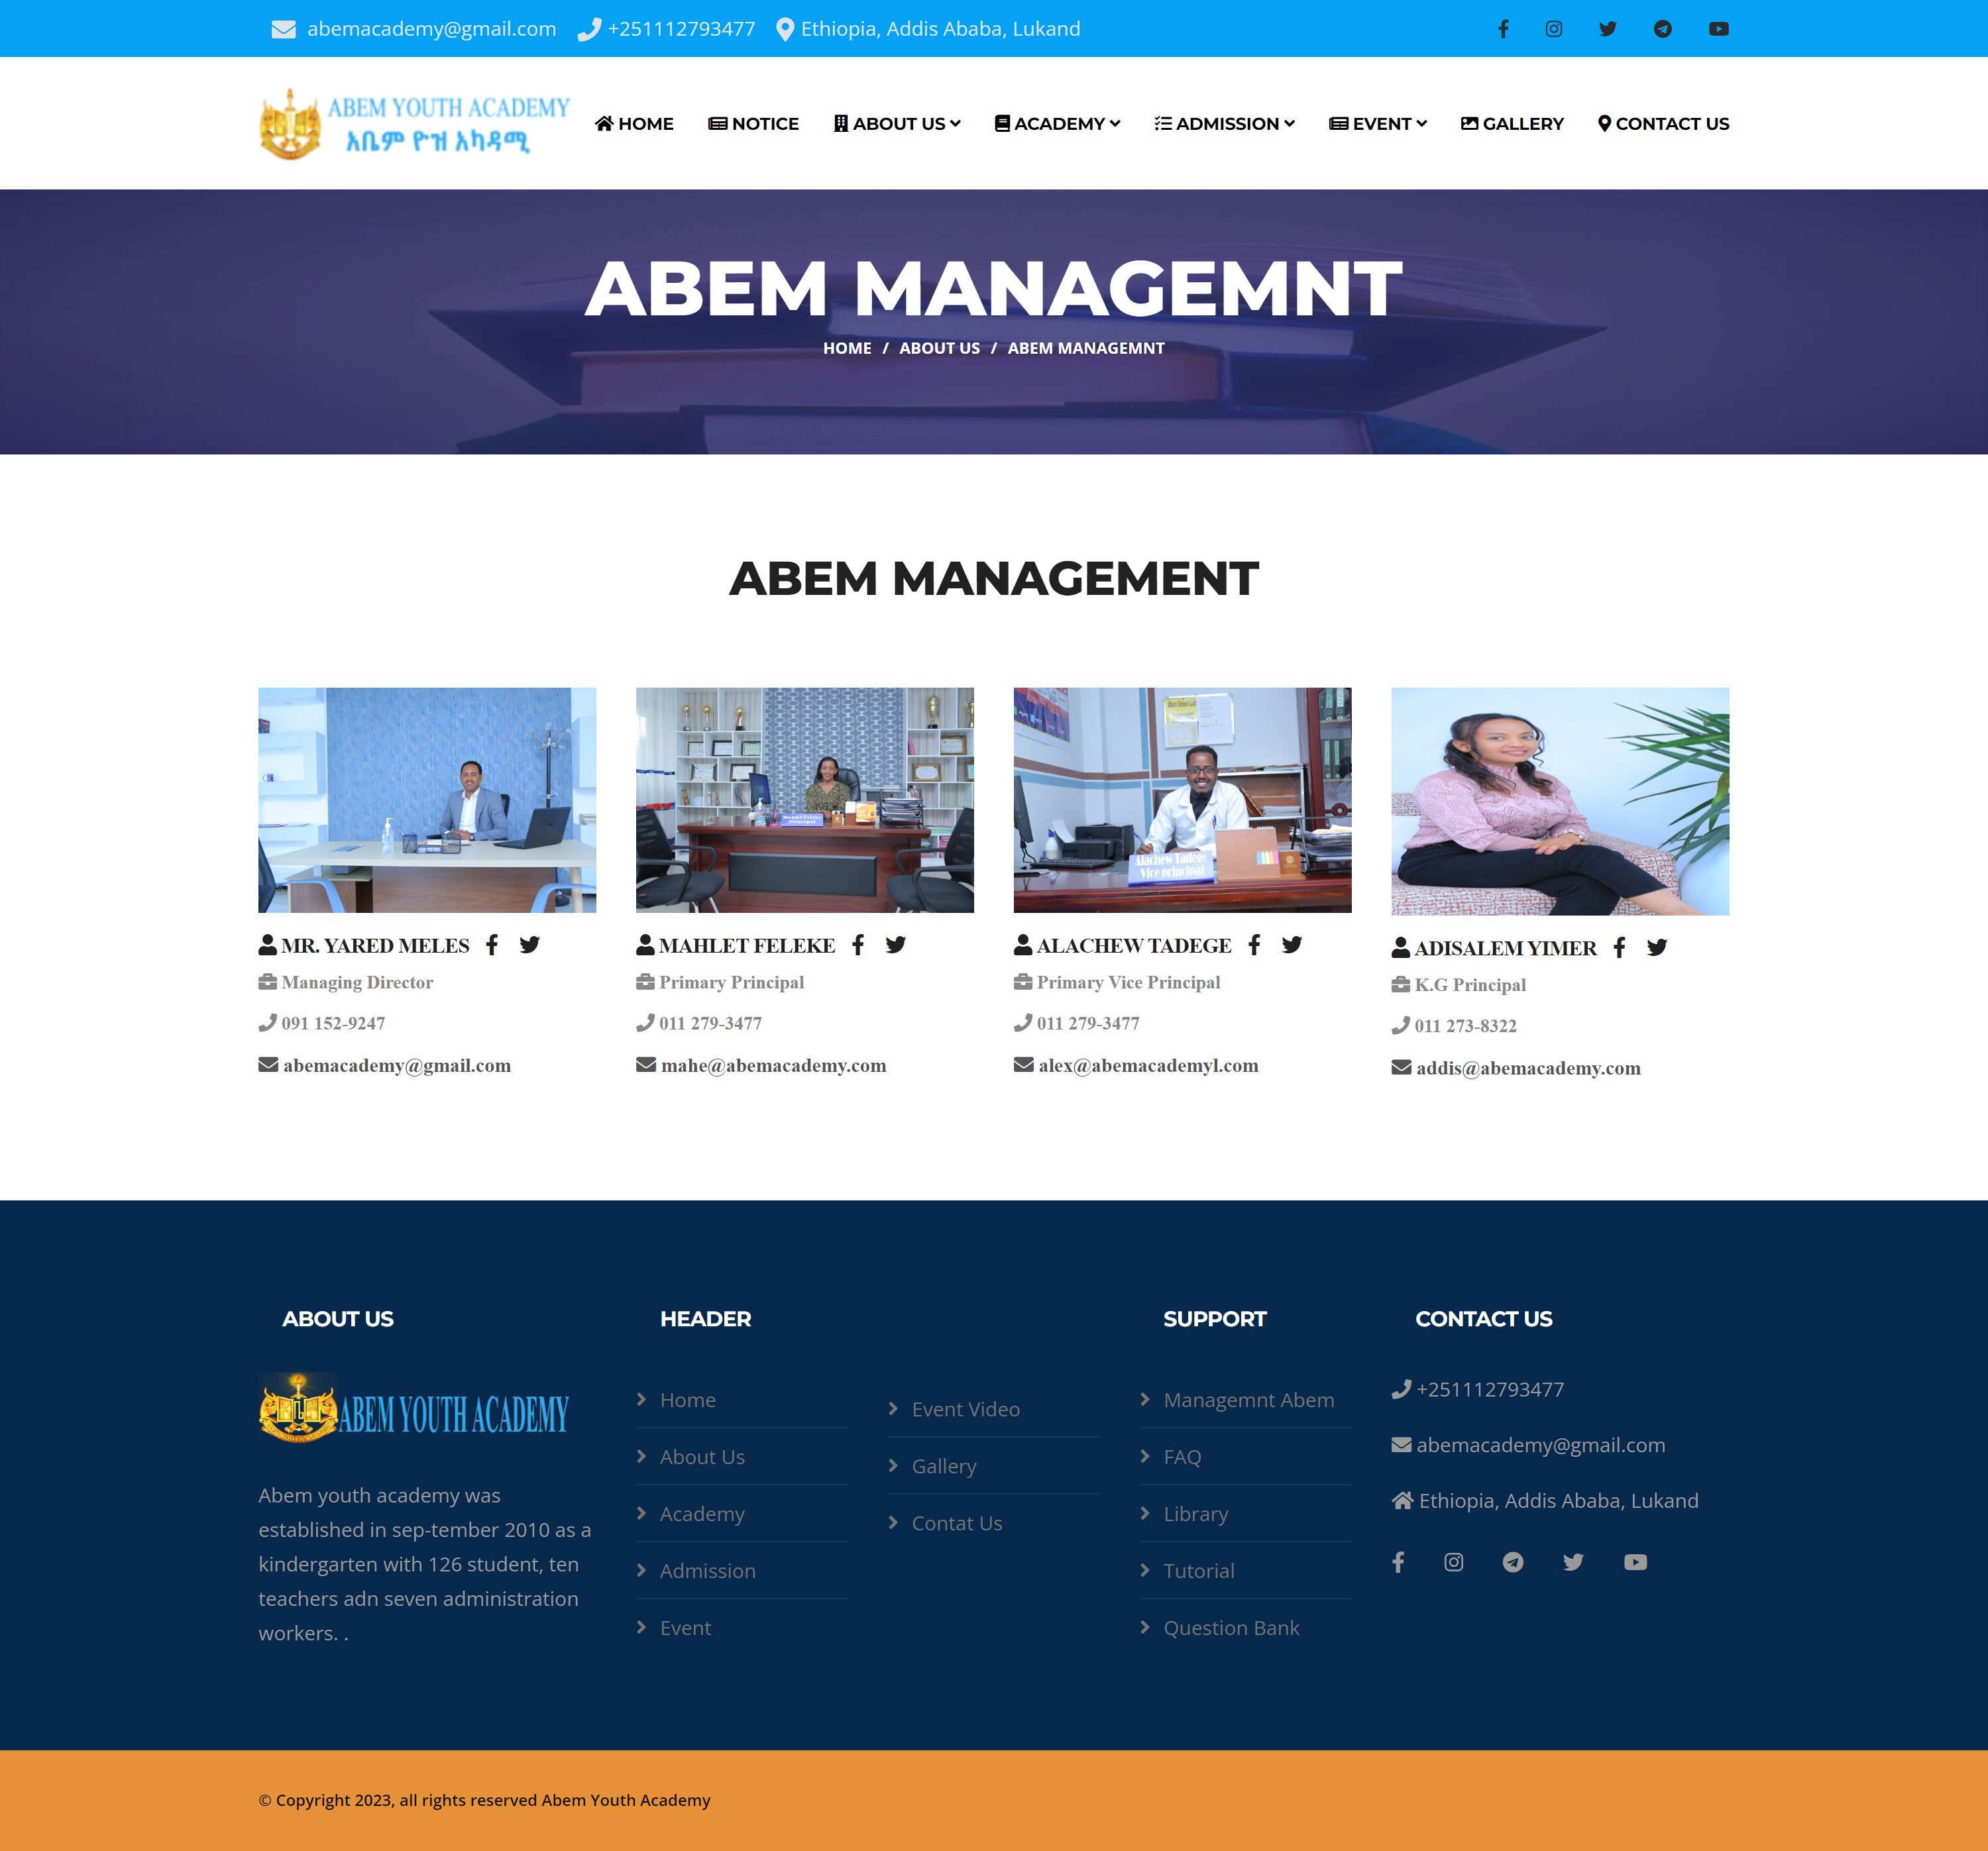 abemacademy@gmail.com +251112793477 Ethiopia, Addis Ababa, Lukand
ABEM YOUTH ACADEMY
አቤም ዮዝ አካዳሚ
HOME NOTICE ABOUT US ACADEMY ADMISSION EVENT GALLERY CONTACT US
ABEM MANAGEMNT
HOME / ABOUT US / ABEM MANAGEMNT
ABEM MANAGEMENT
Mahlet Feleke
Principal
Alachew Tadege
Vice principal
MR. YARED MELES
Managing Director
091 152-9247
abemacademy@gmail.com
MAHLET FELEKE
Primary Principal
011 279-3477
mahe@abemacademy.com
ALACHEW TADEGE
Primary Vice Principal
011 279-3477
alex@abemacademyl.com
ADISALEM YIMER
K.G Principal
011 273-8322
addis@abemacademy.com
ABOUT US
ABEM YOUTH ACADEMY
Abem youth academy was
established in sep-tember 2010 as a
kindergarten with 126 student, ten
teachers adn seven administration
workers. .
HEADER
Home
About Us
Academy
Admission
Event
Event Video
Gallery
Contat Us
SUPPORT
Managemnt Abem
FAQ
Library
Tutorial
Question Bank
CONTACT US
+251112793477
abemacademy@gmail.com
Ethiopia, Addis Ababa, Lukand
© Copyright 2023, all rights reserved Abem Youth Academy